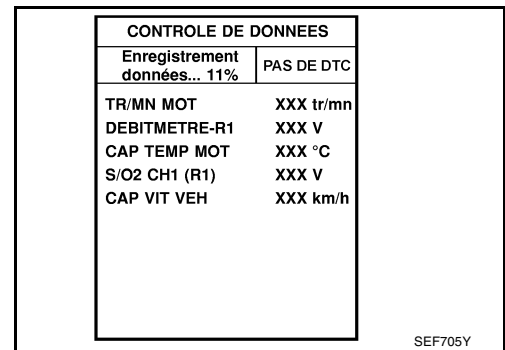 CONTROLE DE DONNEES
Enregistrement
données... 11%
PAS DE DTC
TR/MN MOT XXX tr/mn
DEBITMETRE-R1 XXX V
CAP TEMP MOT XXX °C
S/O2 CH1 (R1) XXX V
CAP VIT VEH XXX km/h
SEF705Y